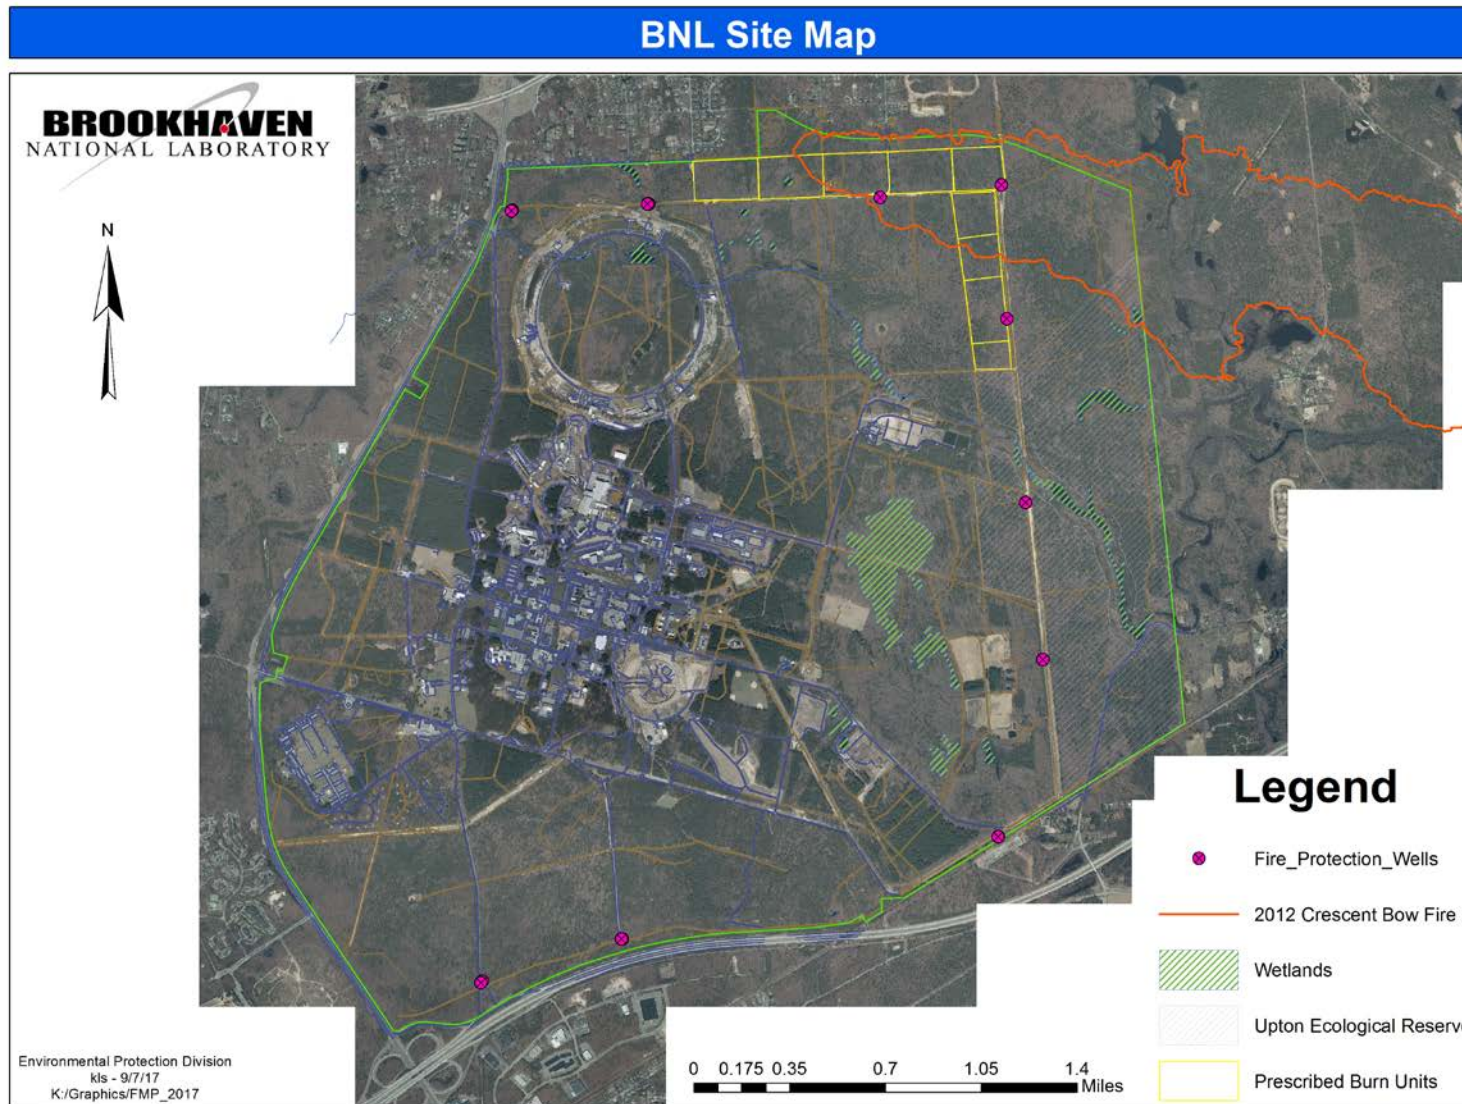 BNL Site Map
BROOKHAVEN
NATIONAL LABORATORY
N
Legend
Fire_Protection_Wells
2012 Crescent Bow Fire
Wetlands
Upton Ecological Reserve
Prescribed Burn Units
0 0.175 0.35 0.7 1.05 1.4
Miles
Environmental Protection Division
kls - 9/7/17
K:/Graphics/FMP_2017